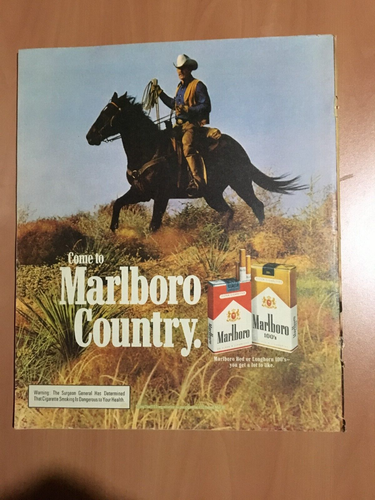 Come to
Marlboro
Country.
Marlboro
Marlboro
100's
Marlboro Red or Longhorn 100's—
you get a lot to like.
Warning: The Surgeon General Has Determined
That Cigarette Smoking Is Dangerous to Your Health.